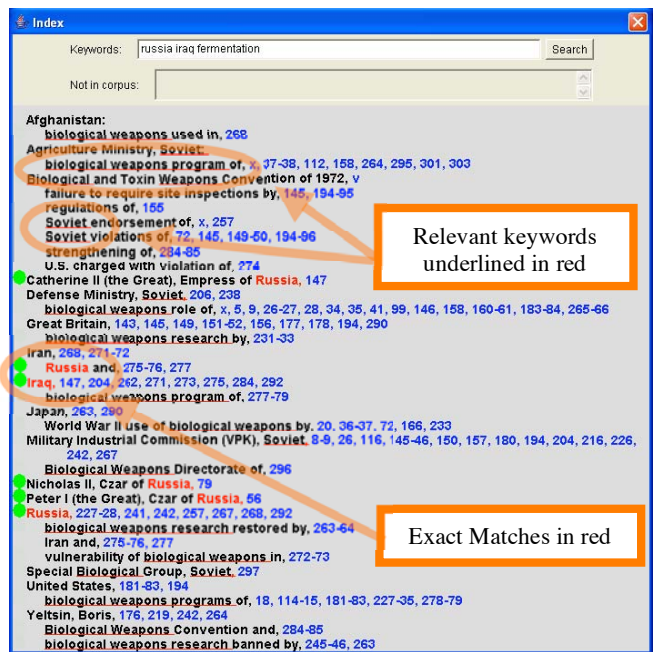 Index
Keywords: russia iraq fermentation Search
Not in corpus:
Afghanistan:
biological weapons used in, 268
Agriculture Ministry, Soviet:
biological weapons program of, x, 37-38, 112, 158, 264, 295, 301, 303
Biological and Toxin Weapons Convention of 1972, v
failure to require site inspections by, 145, 194-95
regulations of, 155
Soviet endorsement of, x, 257
Soviet violations of, 72, 145, 149-50, 194-96
strengthening of, 284-85
U.S. charged with violation of, 274
Relevant keywords
underlined in red
Catherine II (the Great), Empress of Russia, 147
Defense Ministry, Soviet, 206, 238
biological weapons role of, x, 5, 9, 26-27, 28, 34, 35, 41, 99, 146, 158, 160-61, 183-84, 265-66
Great Britain, 143, 145, 149, 151-52, 156, 177, 178, 194, 290
biological weapons research by, 231-33
Iran, 268, 271-72
Russia and, 275-76, 277
Iraq, 147, 204, 262, 271, 273, 275, 284, 292
biological weapons program of, 277-79
Japan, 263, 290
World War II use of biological weapons by, 20, 36-37, 72, 166, 233
Military Industrial Commission (VPK), Soviet, 8-9, 26, 116, 145-46, 150, 157, 180, 194, 204, 216, 226,
242, 267
Biological Weapons Directorate of, 296
Nicholas II, Czar of Russia, 79
Peter I (the Great), Czar of Russia, 56
Russia, 227-28, 241, 242, 257, 267, 268, 292
biological weapons research restored by, 263-64
Iran and, 275-76, 277
vulnerability of biological weapons in, 272-73
Exact Matches in red
Special Biological Group, Soviet, 297
United States, 181-83, 194
biological weapons programs of, 18, 114-15, 181-83, 227-35, 278-79
Yeltsin, Boris, 176, 219, 242, 264
Biological Weapons Convention and, 284-85
biological weapons research banned by, 245-46, 263